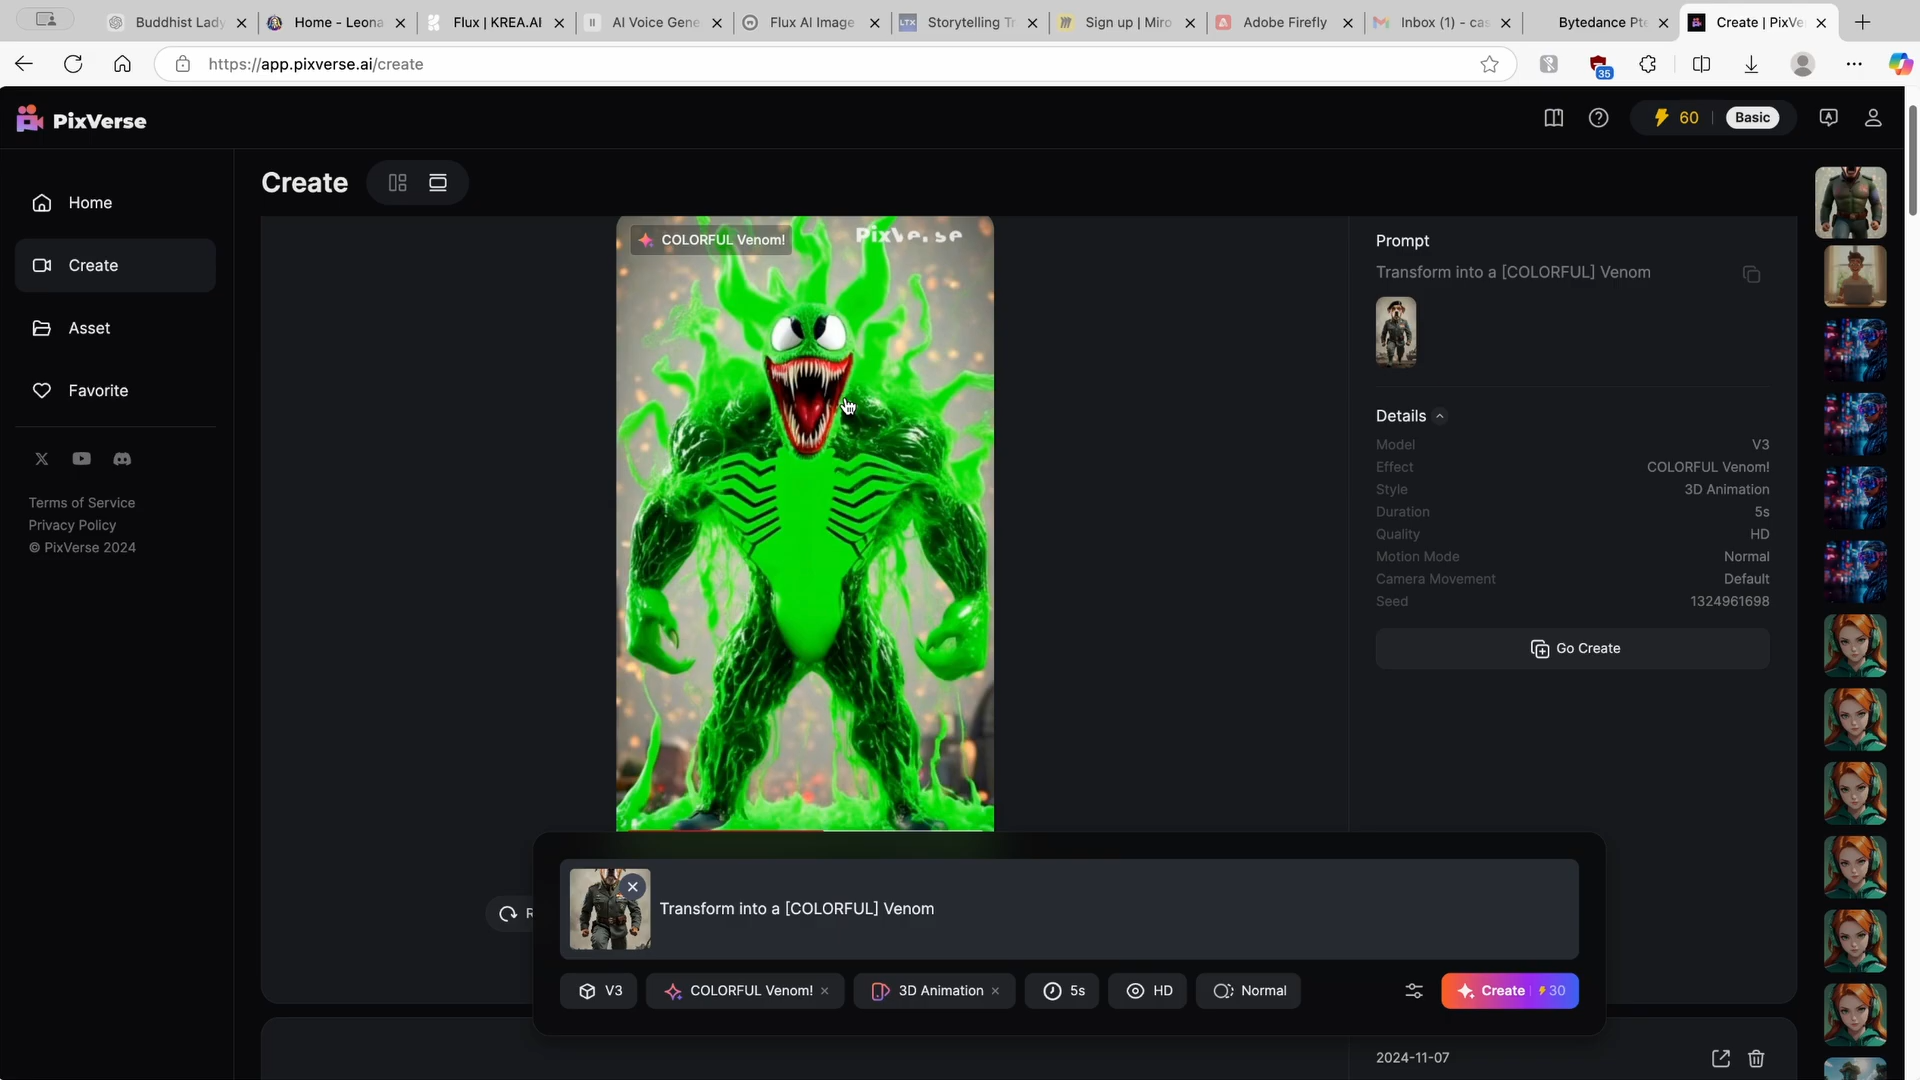 Buddhist Lady
Home - Leona
Flux | KREA.AI
AI Voice Gene
Flux AI Image
LTX
Storytelling T
Sign up | Miro
Adobe Firefly
Inbox (1) - cas
Bytedance Pte
Create | PixVe
https://app.pixverse.ai/create
35
PixVerse
60
Basic
Create
Home
Create
Asset
Favorite
Terms of Service
Privacy Policy
© PixVerse 2024
COLORFUL Venom!
PixVerse
Prompt
Transform into a [COLORFUL] Venom
Details
Model V3
Effect COLORFUL Venom!
Style 3D Animation
Duration 5s
Quality HD
Motion Mode Normal
Camera Movement Default
Seed 1324961698
Go Create
R
Transform into a [COLORFUL] Venom
V3
COLORFUL Venom!
3D Animation
5s
HD
Normal
Create
30
2024-11-07